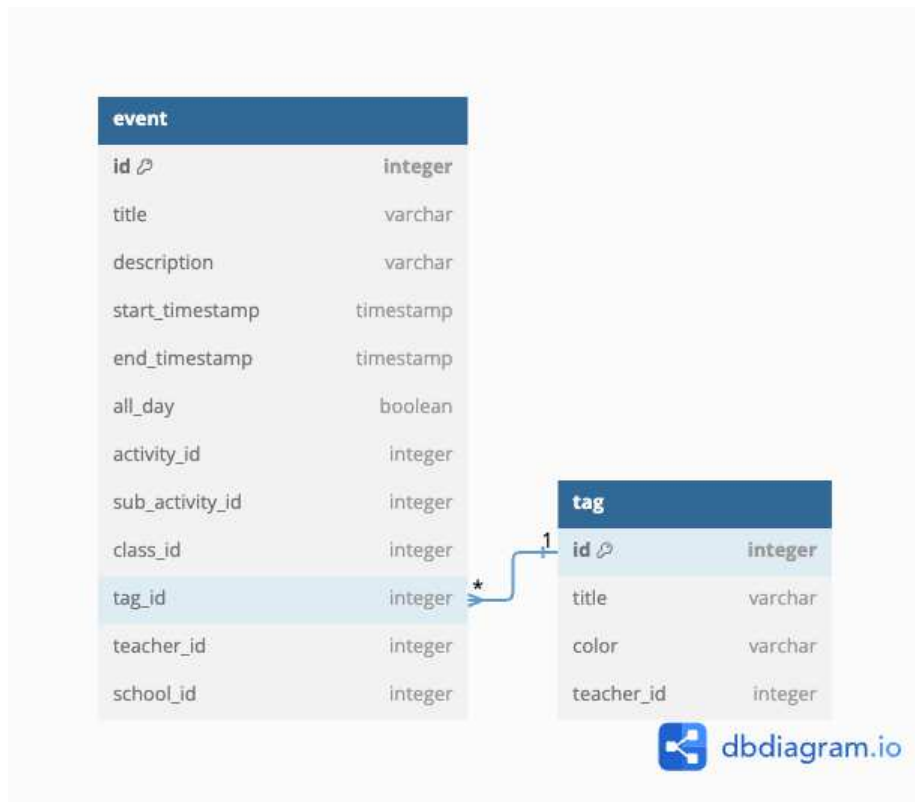 event
id integer
title varchar
description varchar
start_timestamp timestamp
end_timestamp timestamp
all_day boolean
activity_id integer
sub_activity_id integer
class_id integer
tag_id integer
teacher_id integer
school_id integer
*
1
tag
id integer
title varchar
color varchar
teacher_id integer
dbdiagram.io